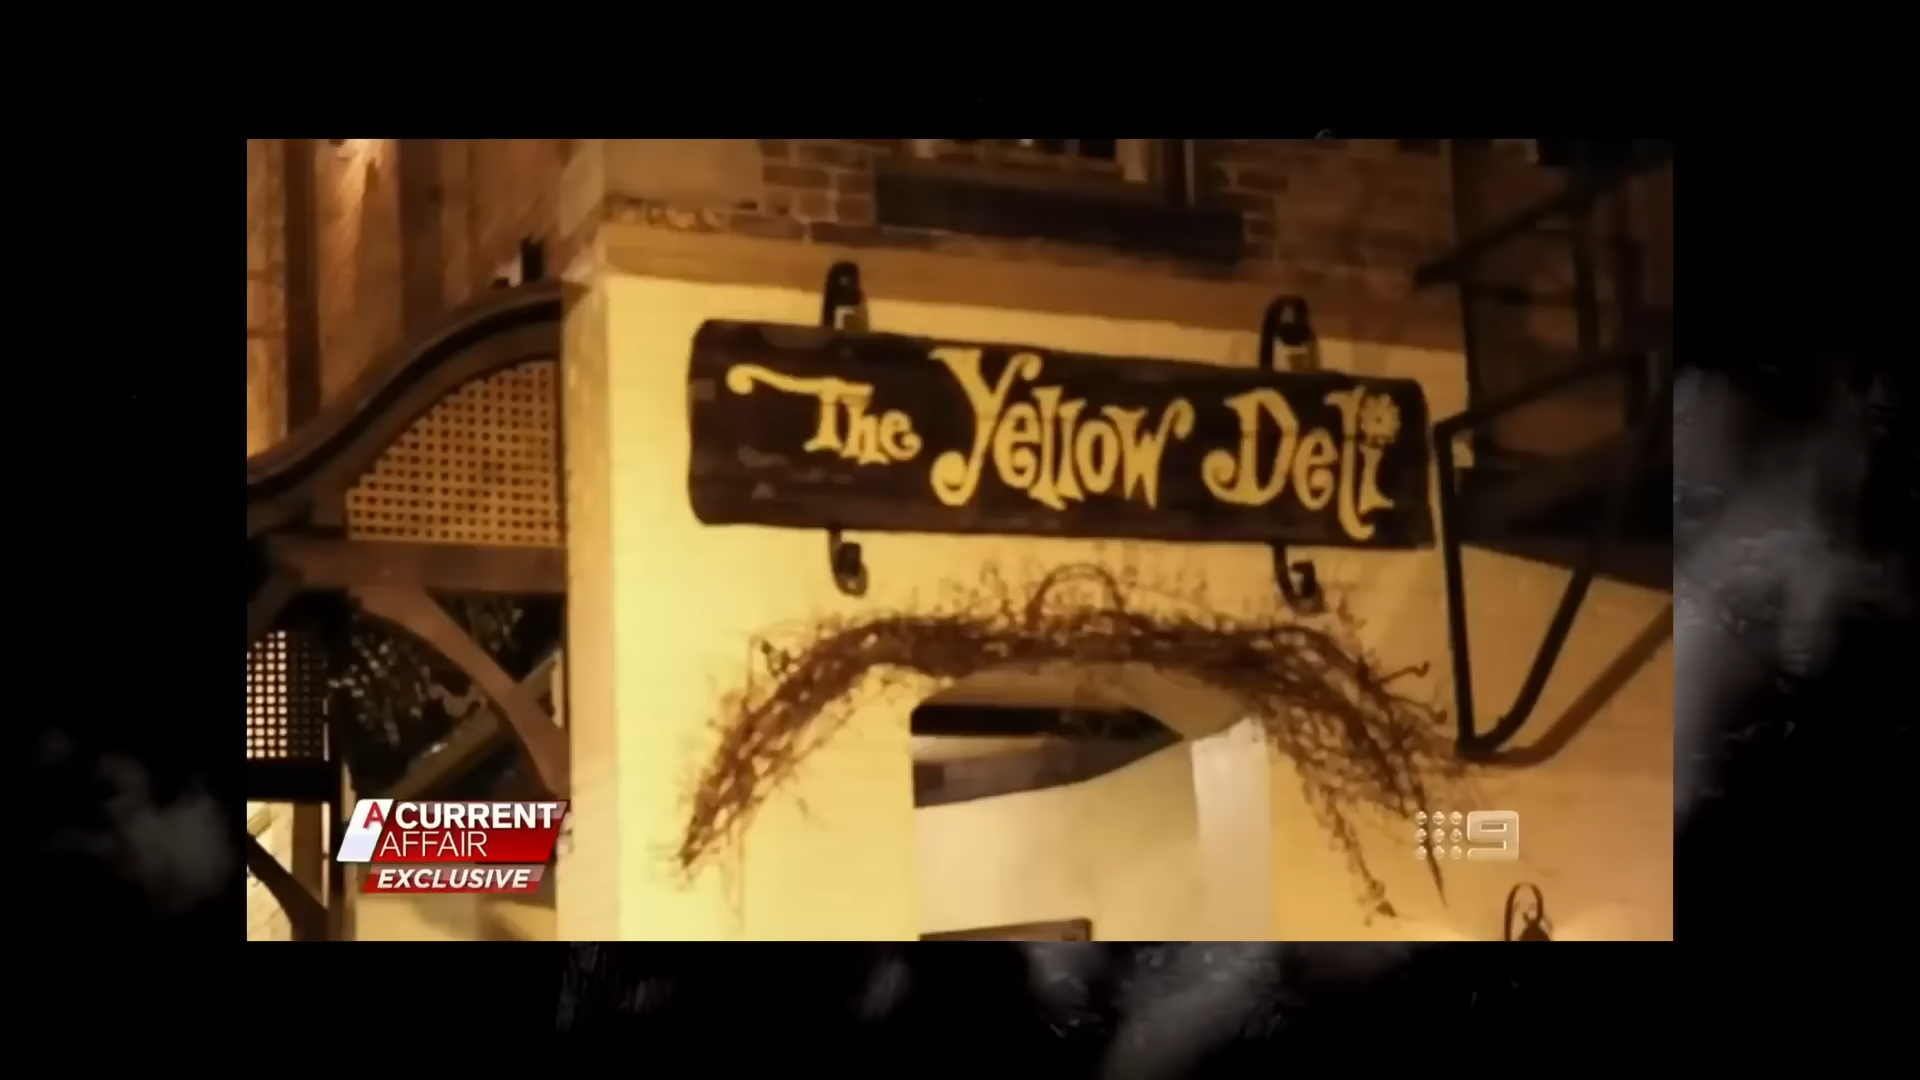 The Yellow Deli
A CURRENT
AFFAIR
EXCLUSIVE
9